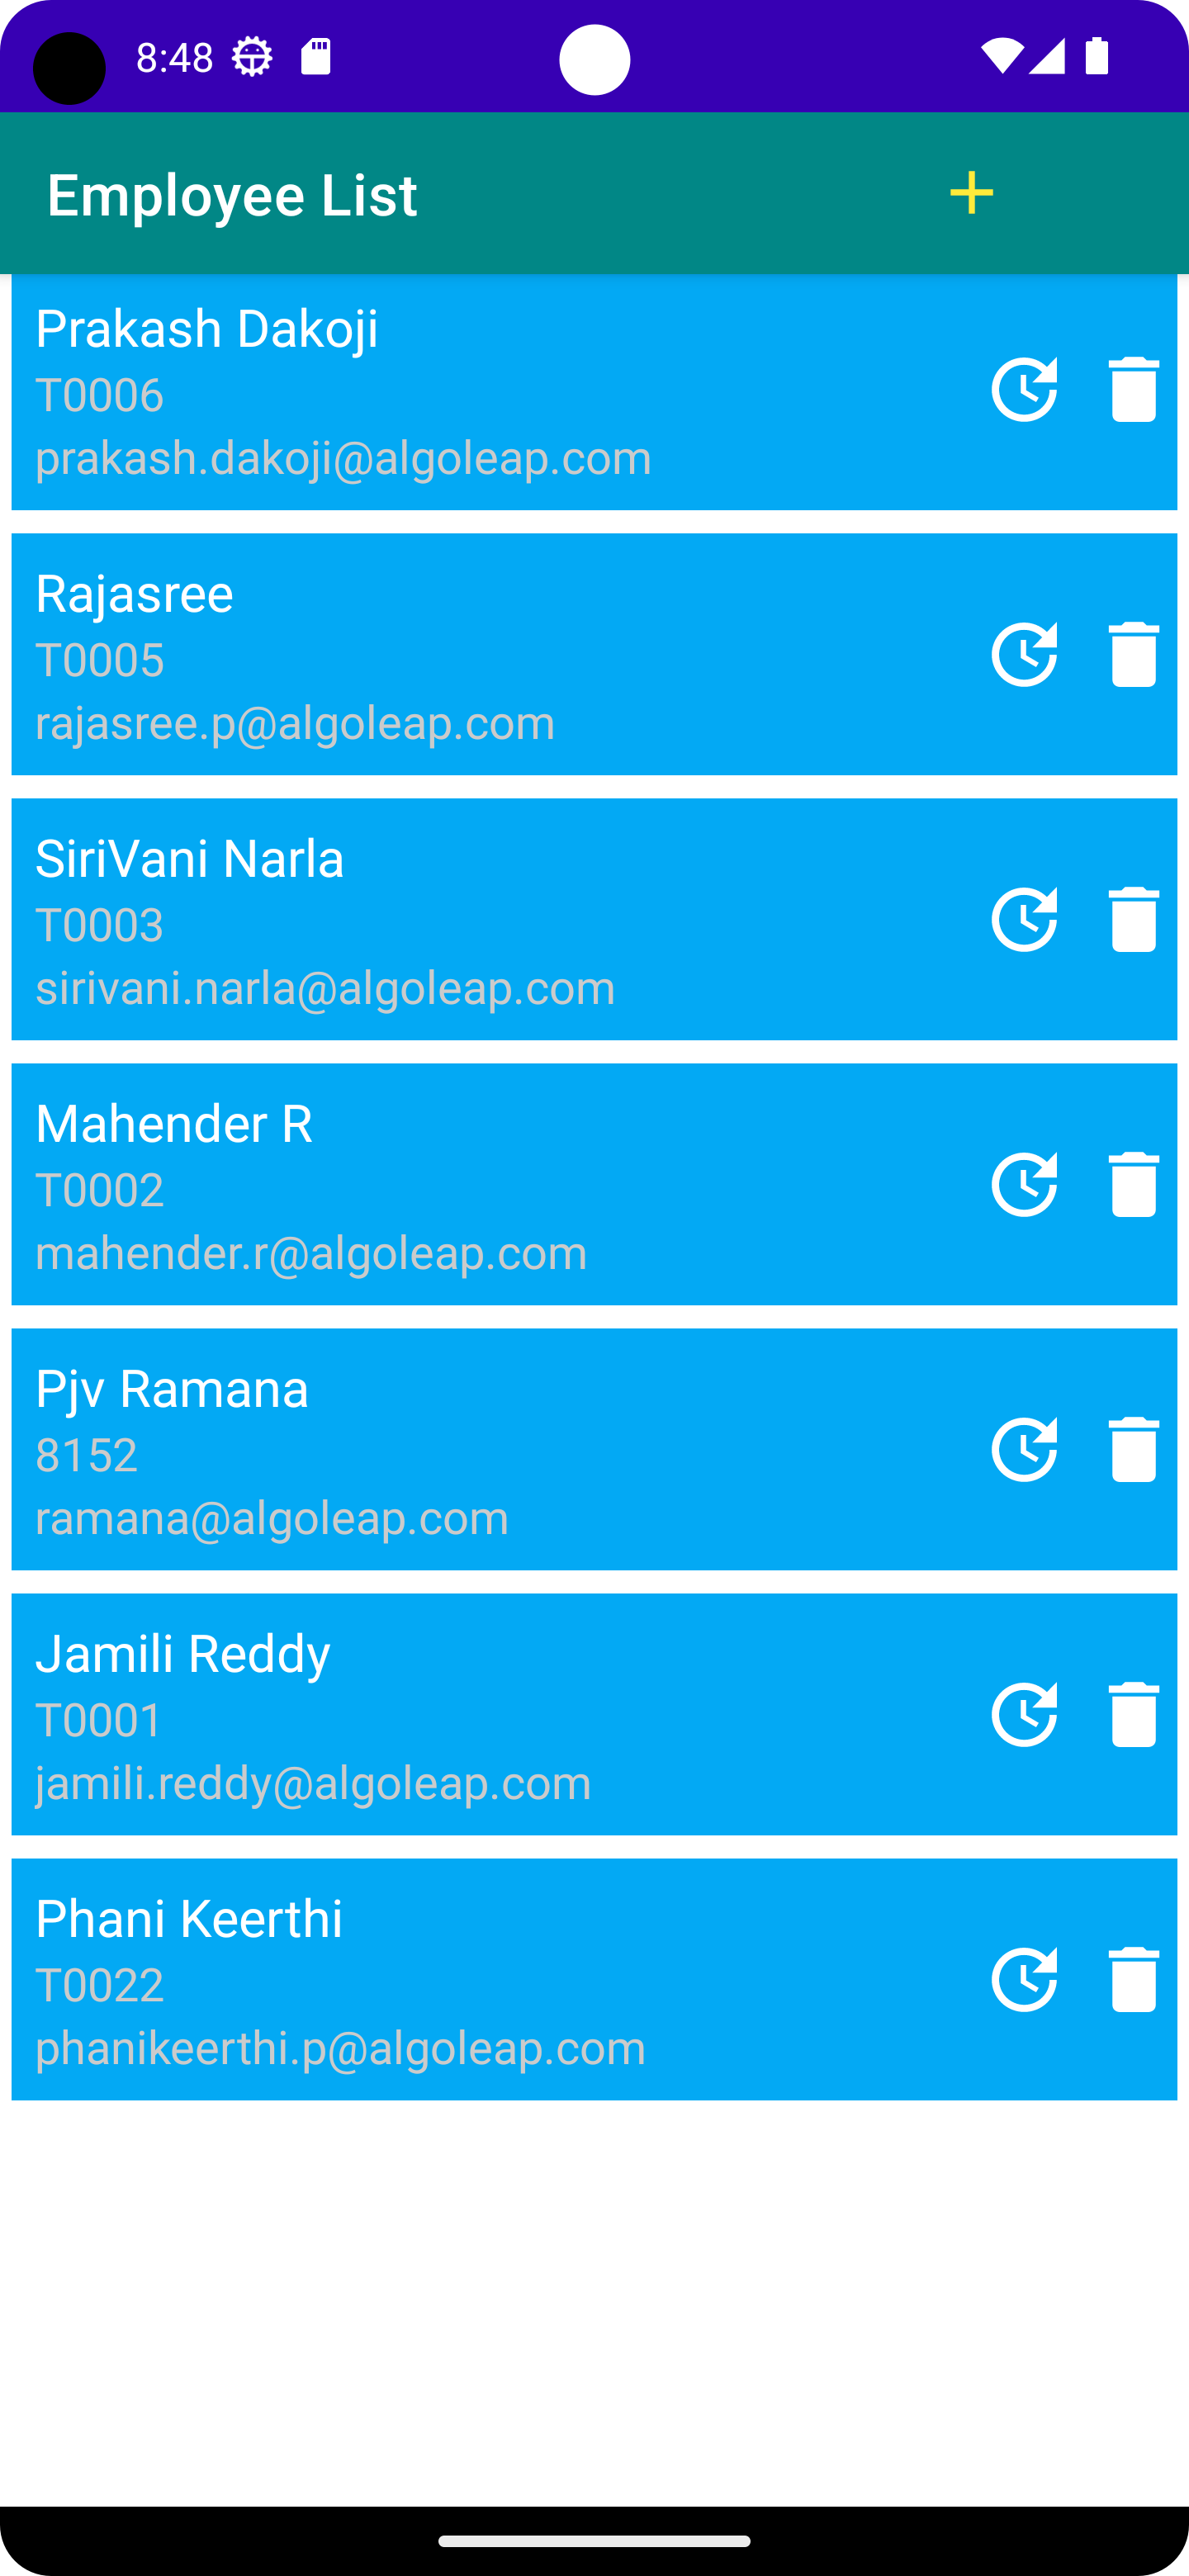 8:48
Employee List
Prakash Dakoji
T0006
prakash.dakoji@algoleap.com
Rajasree
T0005
rajasree.p@algoleap.com
SiriVani Narla
T0003
sirivani.narla@algoleap.com
Mahender R
T0002
mahender.r@algoleap.com
Pjv Ramana
8152
ramana@algoleap.com
Jamili Reddy
T0001
jamili.reddy@algoleap.com
Phani Keerthi
T0022
phanikeerthi.p@algoleap.com